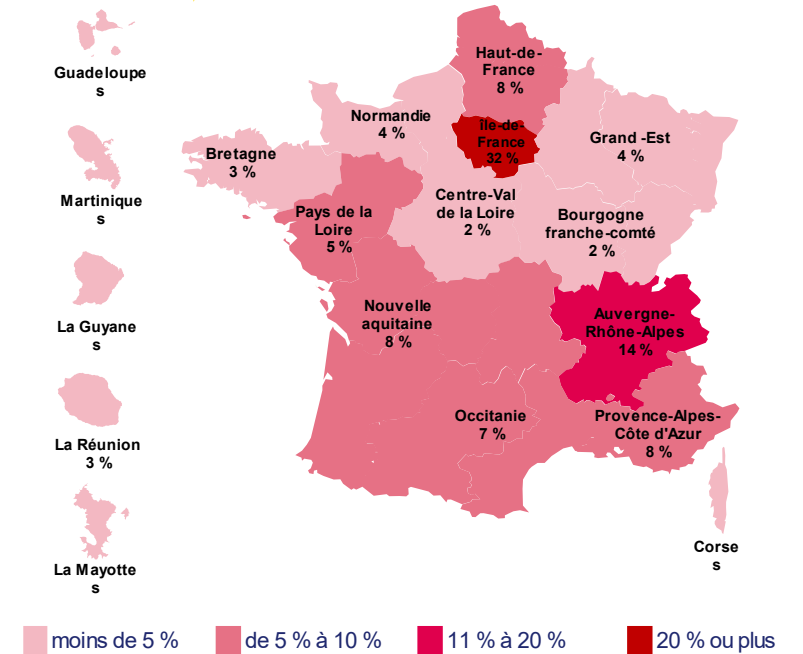 Guadeloupe
s
Martinique
s
La Guyane
s
La Réunion
3 %
La Mayotte
s
Haut-de-
France
8 %
Normandie
4 %
Île-de-
France
32 %
Grand -Est
4 %
Bretagne
3 %
Centre-Val
de la Loire
2 %
Pays de la
Loire
5 %
Bourgogne
franche-comté
2 %
Nouvelle
aquitaine
8 %
Auvergne-
Rhône-Alpes
14 %
Occitanie
7 %
Provence-Alpes-
Côte d'Azur
8 %
Corse
s
moins de 5 %
de 5 % à 10 %
11 % à 20 %
20 % ou plus